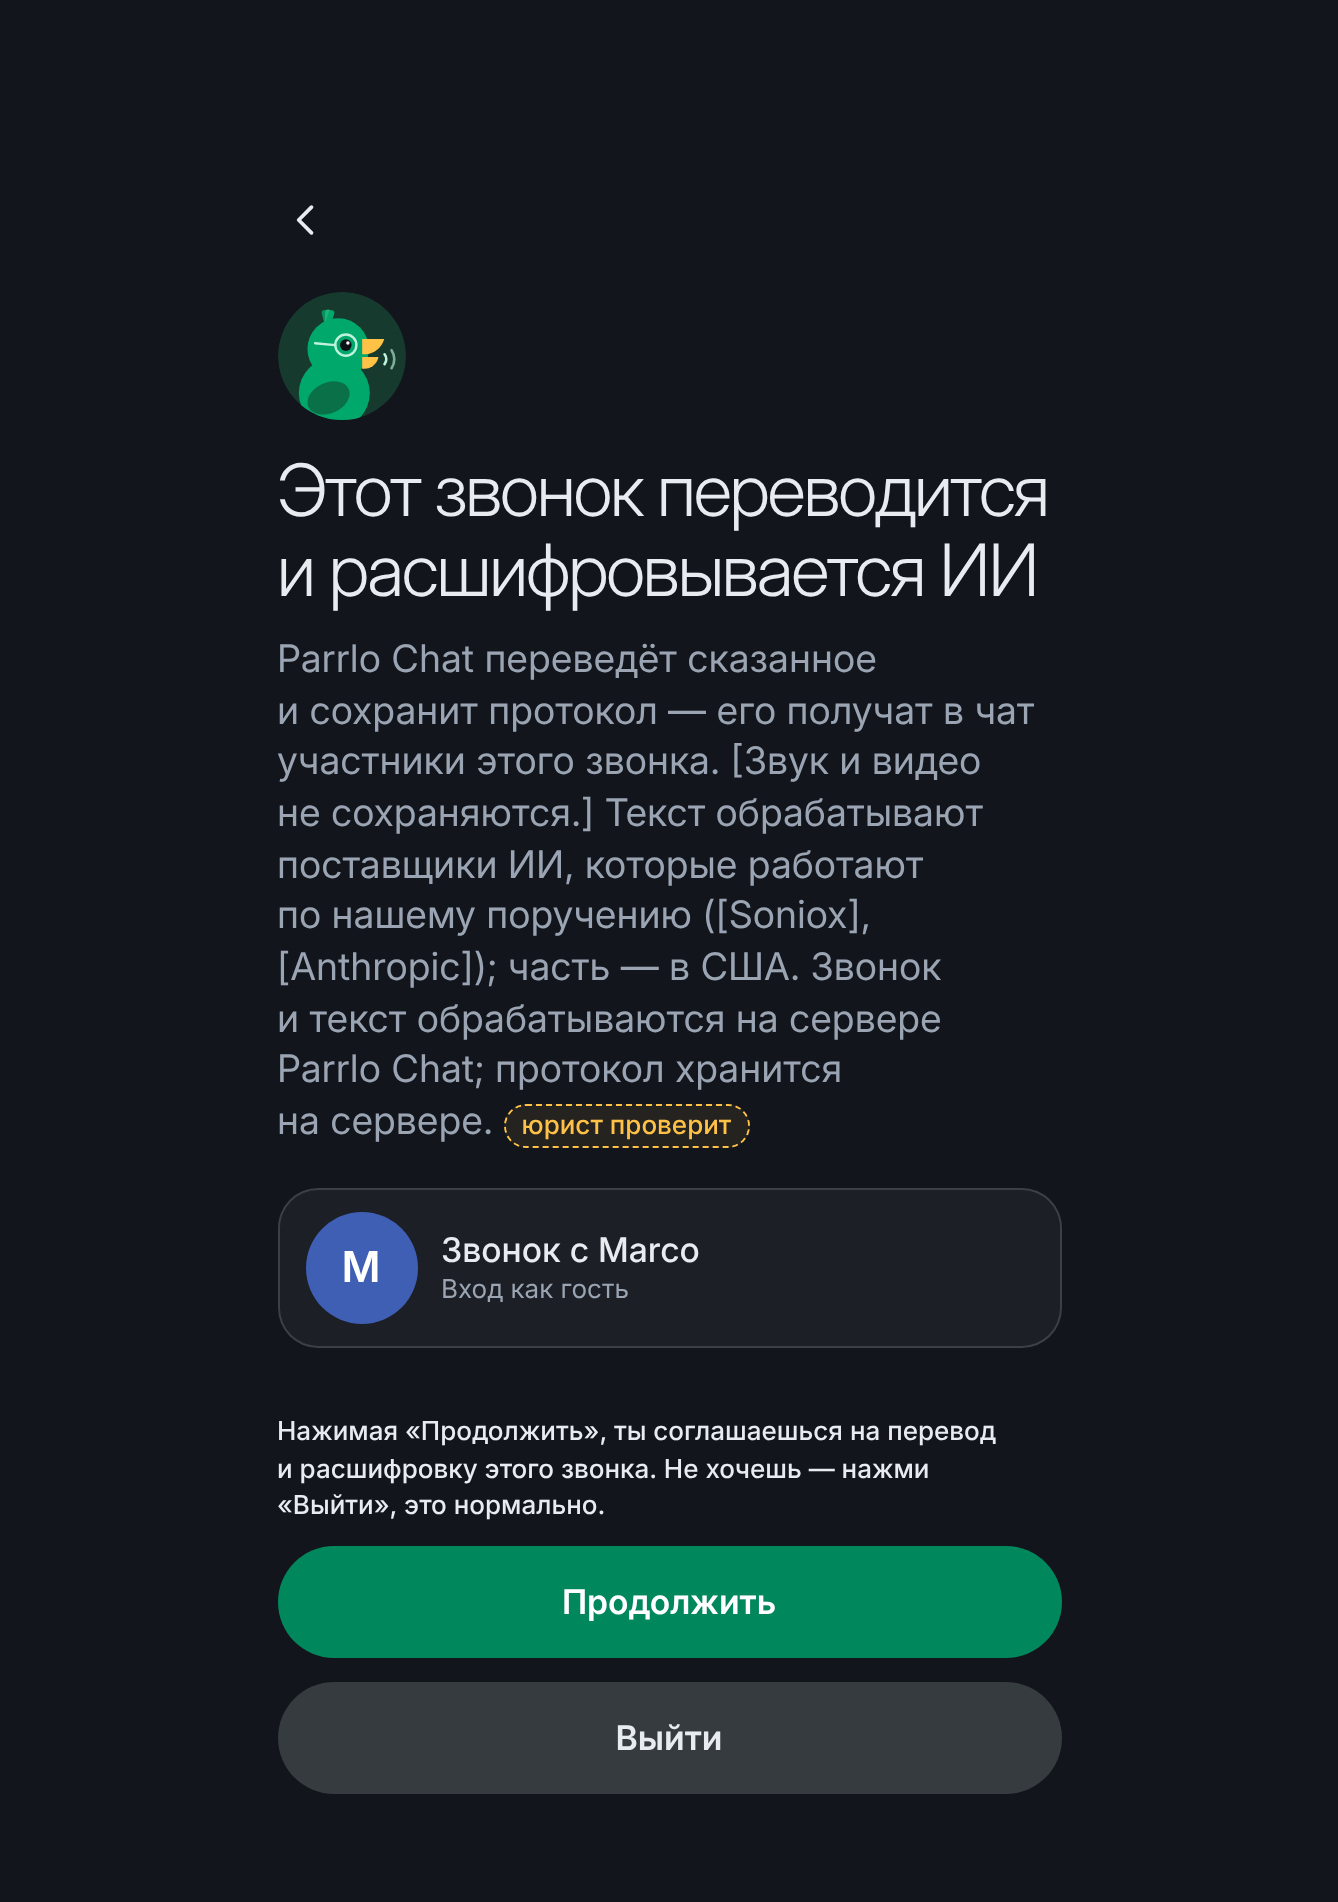 Этот звонок переводится
и расшифровывается ИИ
Parrlo Chat переведёт сказанное
и сохранит протокол — его получат в чат
участники этого звонка. [Звук и видео
не сохраняются.] Текст обрабатывают
поставщики ИИ, которые работают
по нашему поручению ([Soniox],
[Anthropic]); часть — в США. Звонок
и текст обрабатываются на сервере
Parrlo Chat; протокол хранится
на сервере. юрист проверит
M
Звонок с Marco
Вход как гость
Нажимая «Продолжить», ты соглашаешься на перевод
и расшифровку этого звонка. Не хочешь — нажми
«Выйти», это нормально.
Продолжить
Выйти